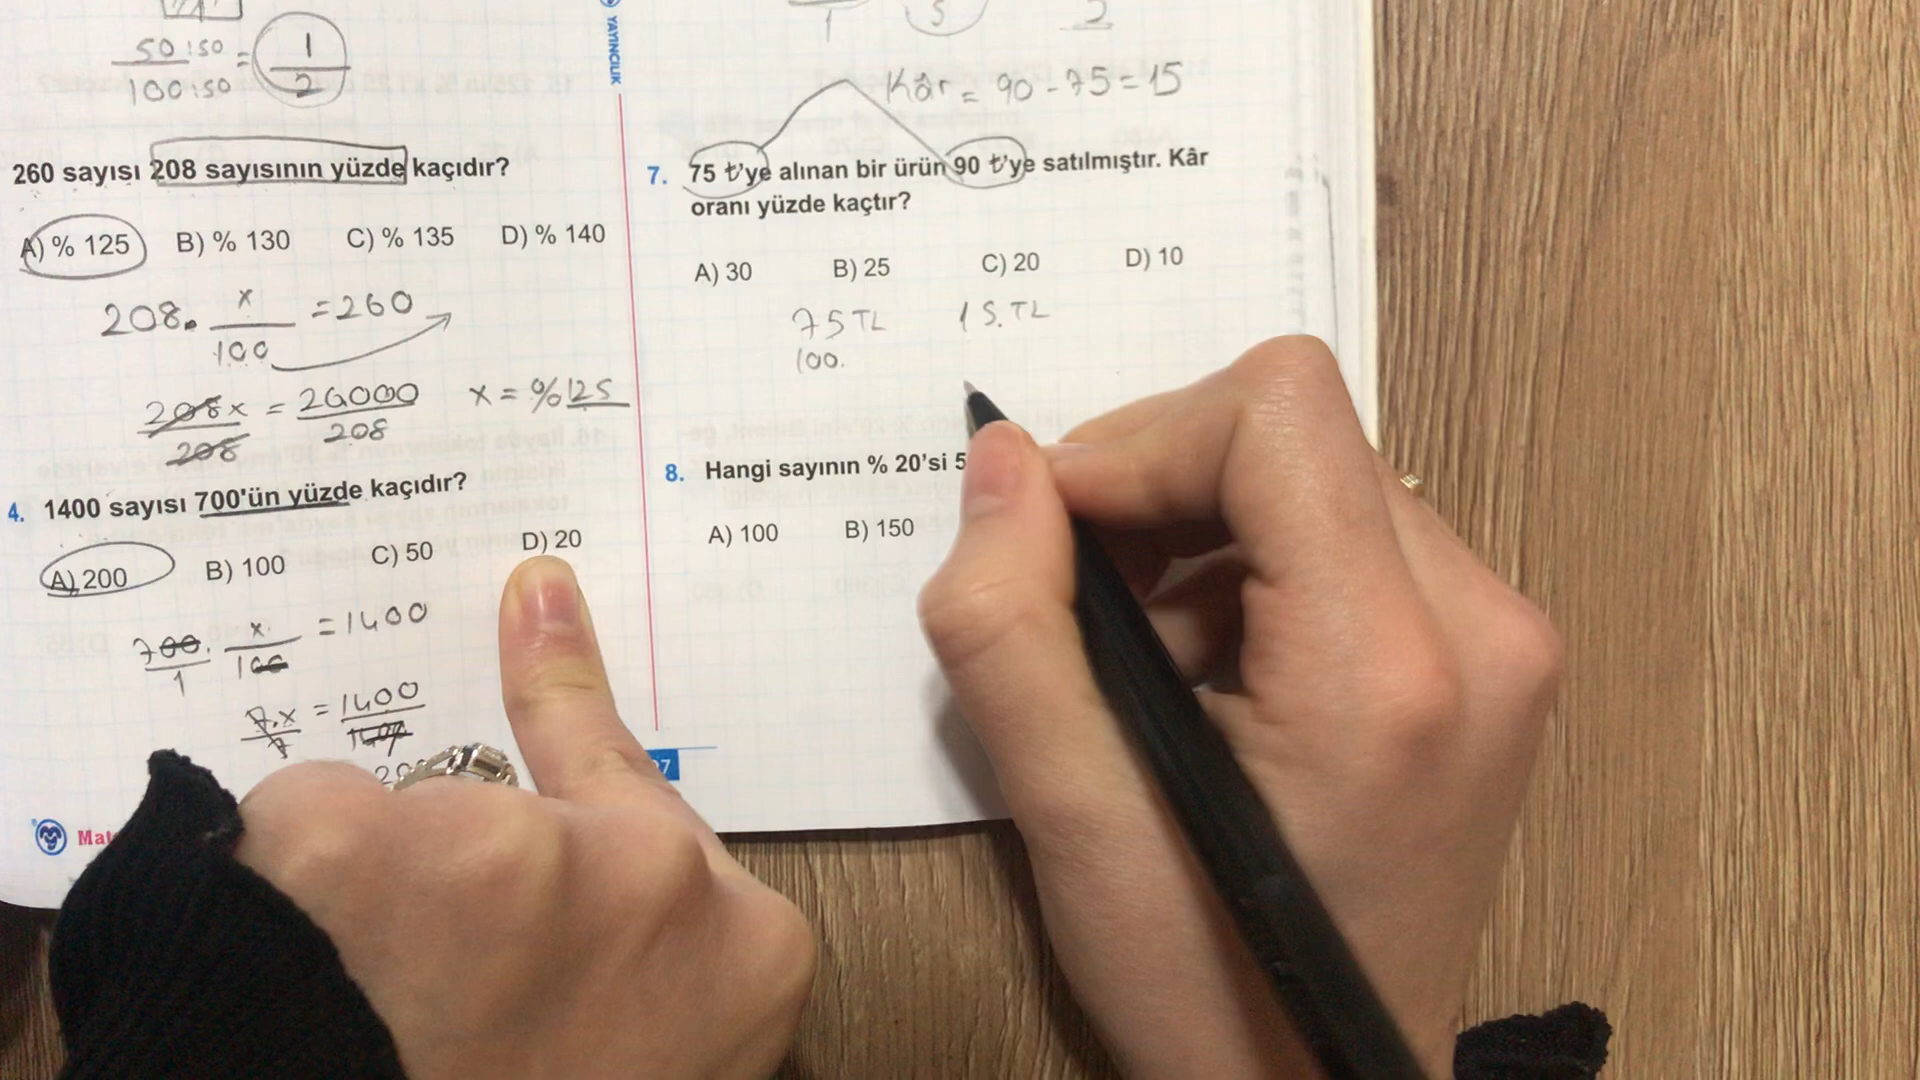 50:50
100:50
=
1
2
260 sayısı 208 sayısının yüzde kaçıdır?
A) % 125 B) % 130 C) % 135 D) % 140
208. x/100 = 260
208x/208 = 26000/208 x = %125
4. 1400 sayısı 700'ün yüzde kaçıdır?
A) 200 B) 100 C) 50 D) 20
700/1 . x/100 = 1400
7.x/7 = 1400
YAYINCILIK
1 5 2
Kâr = 90 - 75 = 15
7. 75 ₺'ye alınan bir ürün 90 ₺'ye satılmıştır. Kâr
oranı yüzde kaçtır?
A) 30 B) 25 C) 20 D) 10
75 TL 15.TL
100.
8. Hangi sayının % 20'si 5
A) 100 B) 150